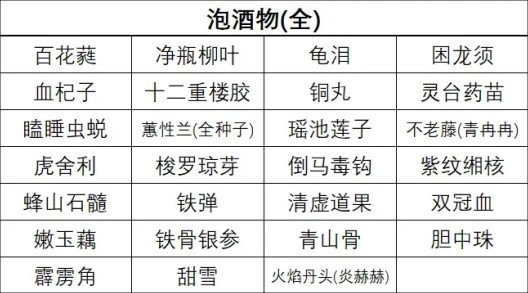 泡酒物(全)
百花蕤 净瓶柳叶 龟泪 困龙须
血杞子 十二重楼胶 铜丸 灵台药苗
瞌睡虫蜕 蕙性兰(全种子) 瑶池莲子 不老藤(青冉冉)
虎舍利 梭罗琼芽 倒马毒钩 紫纹缃核
蜂山石髓 铁弹 清虚道果 双冠血
嫩玉藕 铁骨银参 青山骨 胆中珠
霹雳角 甜雪 火焰丹头(炎赫赫)